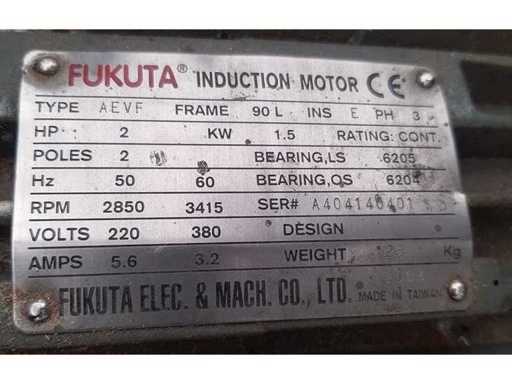 FUKUTA® INDUCTION MOTOR CE
TYPE AEVF FRAME 90L INS E PH 3
HP 2 KW 1.5 RATING: CONT.
POLES 2 BEARING,LS 6205
Hz 50 60 BEARING,OS 6204
RPM 2850 3415 SER# A404140401
VOLTS 220 380 DESIGN
AMPS 5.6 3.2 WEIGHT Kg
FUKUTA ELEC. & MACH. CO., LTD. MADE IN TAIWAN